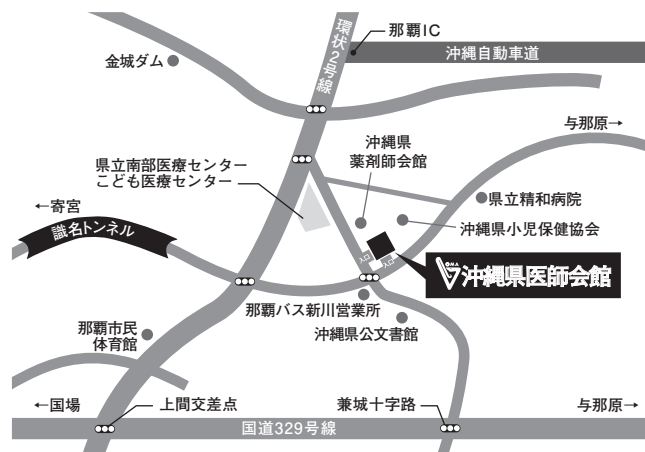 那覇IC
沖縄自動車道
環状2号線
金城ダム
与那原→
沖縄県
薬剤師会館
県立南部医療センター
こども医療センター
県立精和病院
←寄宮
識名トンネル
沖縄県小児保健協会
入口
入口
OMA
沖縄県医師会館
那覇バス新川営業所
沖縄県公文書館
那覇市民
体育館
←国場
上間交差点
兼城十字路
与那原→
国道329号線